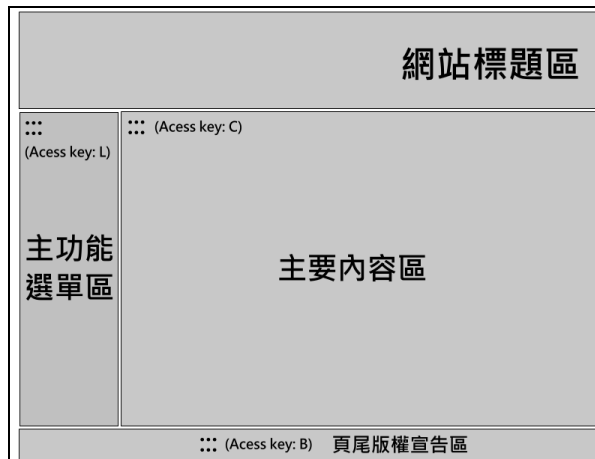 網站標題區
:::
(Acess key: L)
主功能
選單區
::: (Acess key: C)
主要內容區
::: (Acess key: B) 頁尾版權宣告區